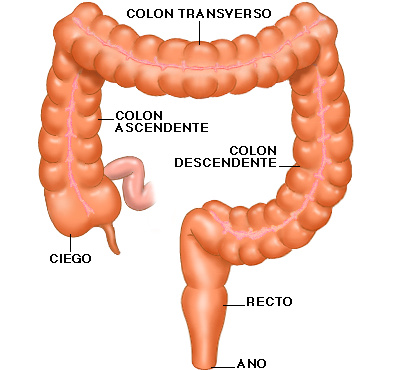 COLON TRANSVERSO
COLON
ASCENDENTE
COLON
DESCENDENTE
CIEGO
RECTO
ANO